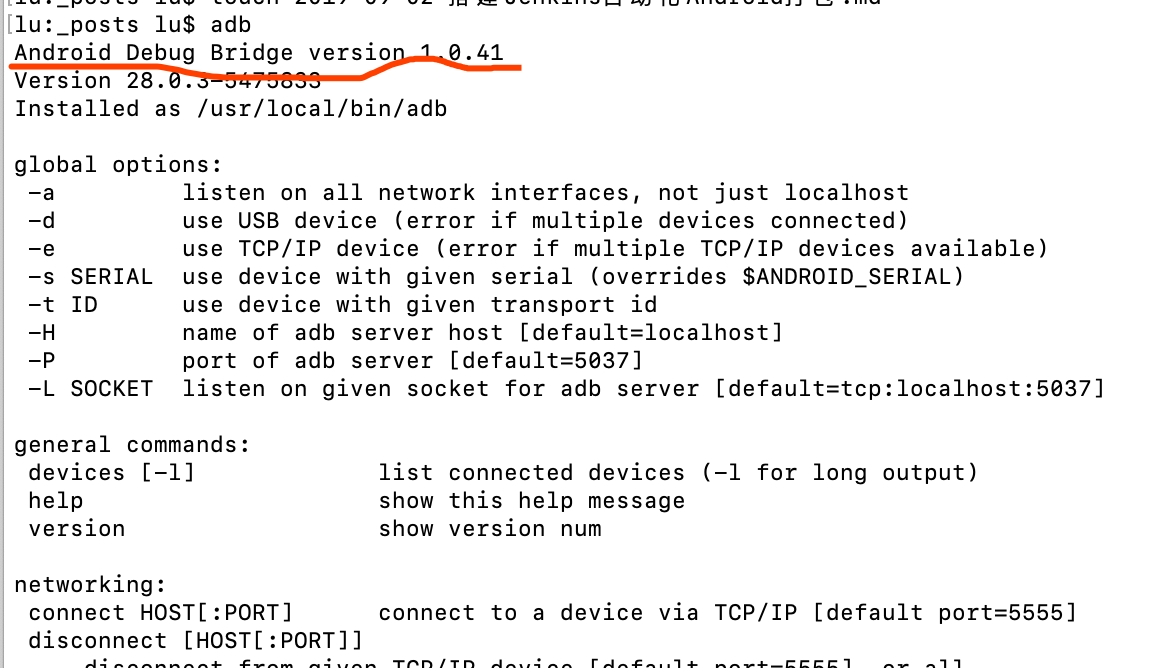 lu:_posts lu$ touch 2019-09-02-搭建Jenkins自动化Android打包.md
[lu:_posts lu$ adb
Android Debug Bridge version 1.0.41
Version 28.0.3-5475833
Installed as /usr/local/bin/adb
global options:
-a listen on all network interfaces, not just localhost
-d use USB device (error if multiple devices connected)
-e use TCP/IP device (error if multiple TCP/IP devices available)
-s SERIAL use device with given serial (overrides $ANDROID_SERIAL)
-t ID use device with given transport id
-H name of adb server host [default=localhost]
-P port of adb server [default=5037]
-L SOCKET listen on given socket for adb server [default=tcp:localhost:5037]
general commands:
devices [-l] list connected devices (-l for long output)
help show this help message
version show version num
networking:
connect HOST[:PORT] connect to a device via TCP/IP [default port=5555]
disconnect [HOST[:PORT]]
disconnect from given TCP/IP device [default port=5555], or all